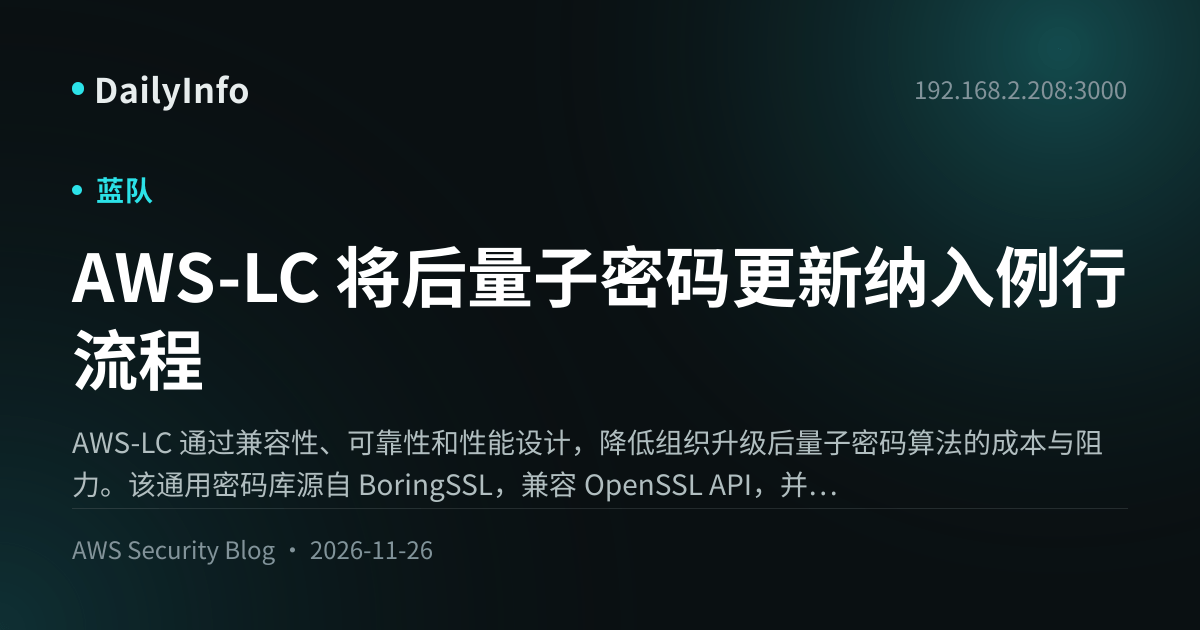 DailyInfo
192.168.2.208:3000
蓝队
AWS-LC 将后量子密码更新纳入例行
流程
AWS-LC 通过兼容性、可靠性和性能设计，降低组织升级后量子密码算法的成本与阻
力。该通用密码库源自 BoringSSL，兼容 OpenSSL API，并…
AWS Security Blog · 2026-11-26